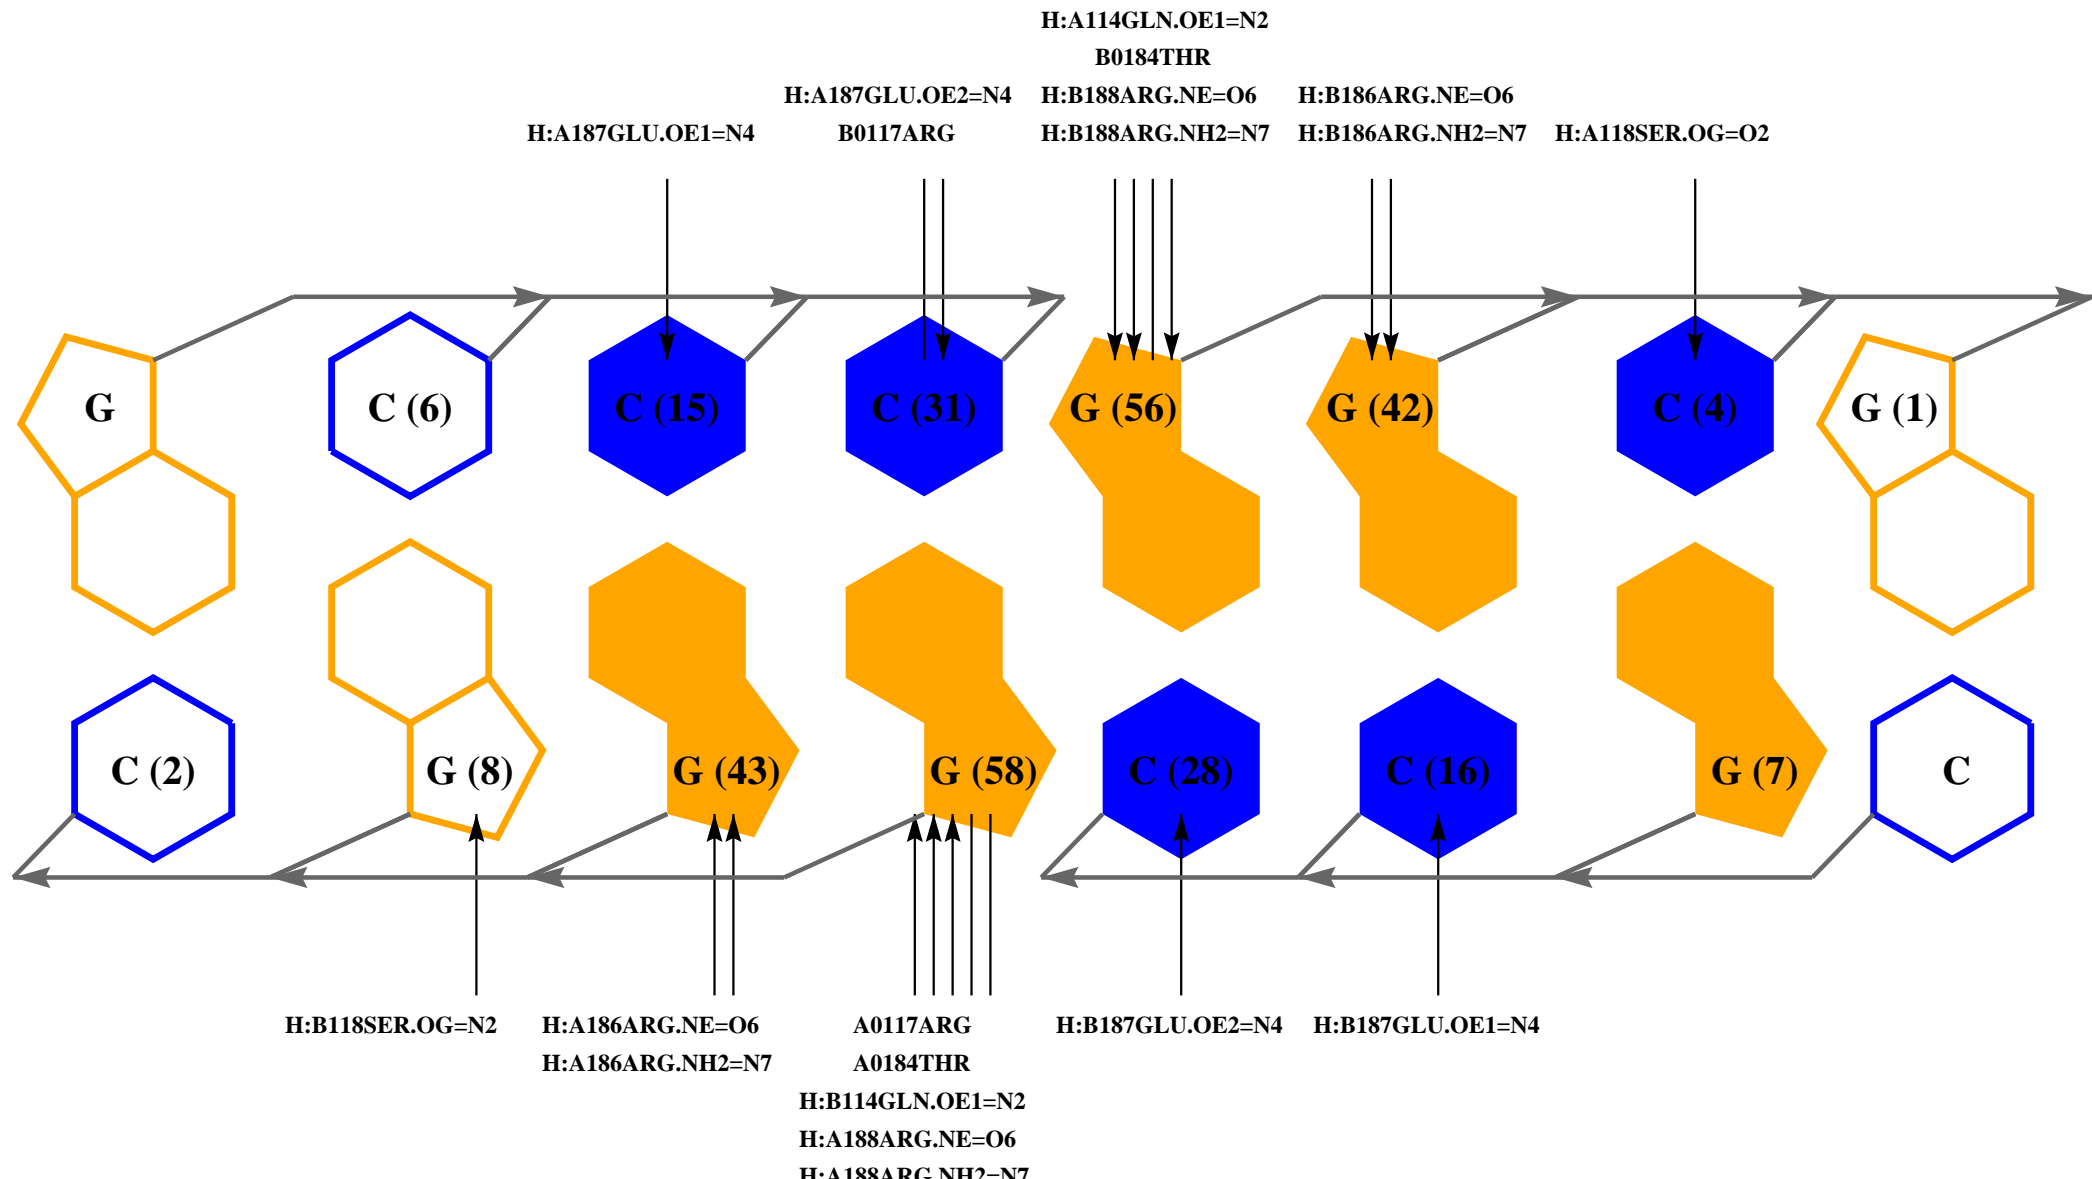 H:A114GLN.OE1=N2
B0184THR
H:A187GLU.OE2=N4 H:B188ARG.NE=O6 H:B186ARG.NE=O6
H:A187GLU.OE1=N4 B0117ARG H:B188ARG.NH2=N7 H:B186ARG.NH2=N7 H:A118SER.OG=O2
G C (6) C (15) C (31) G (56) G (42) C (4) G (1)
C (2) G (8) G (43) G (58) C (28) C (16) G (7) C
H:B118SER.OG=N2 H:A186ARG.NE=O6 A0117ARG H:B187GLU.OE2=N4 H:B187GLU.OE1=N4
H:A186ARG.NH2=N7 A0184THR
H:B114GLN.OE1=N2
H:A188ARG.NE=O6
H:A188ARG.NH2=N7